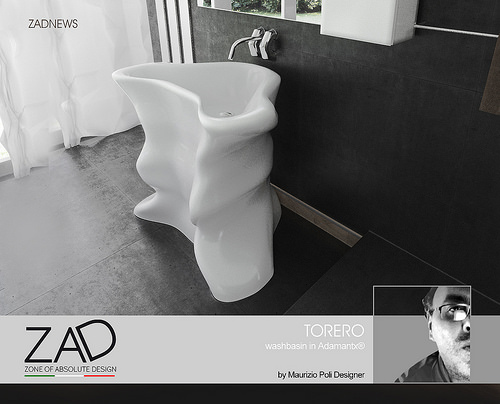 ZADNEWS
TORERO
washbasin in Adamantx®
ZAD
ZONE OF ABSOLUTE DESIGN
by Maurizio Poli Designer